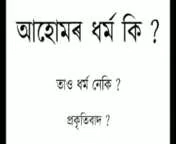 আহোমৰ ধৰ্ম কি ?
তাও ধৰ্ম নেকি ?
প্ৰকৃতিবাদ ?